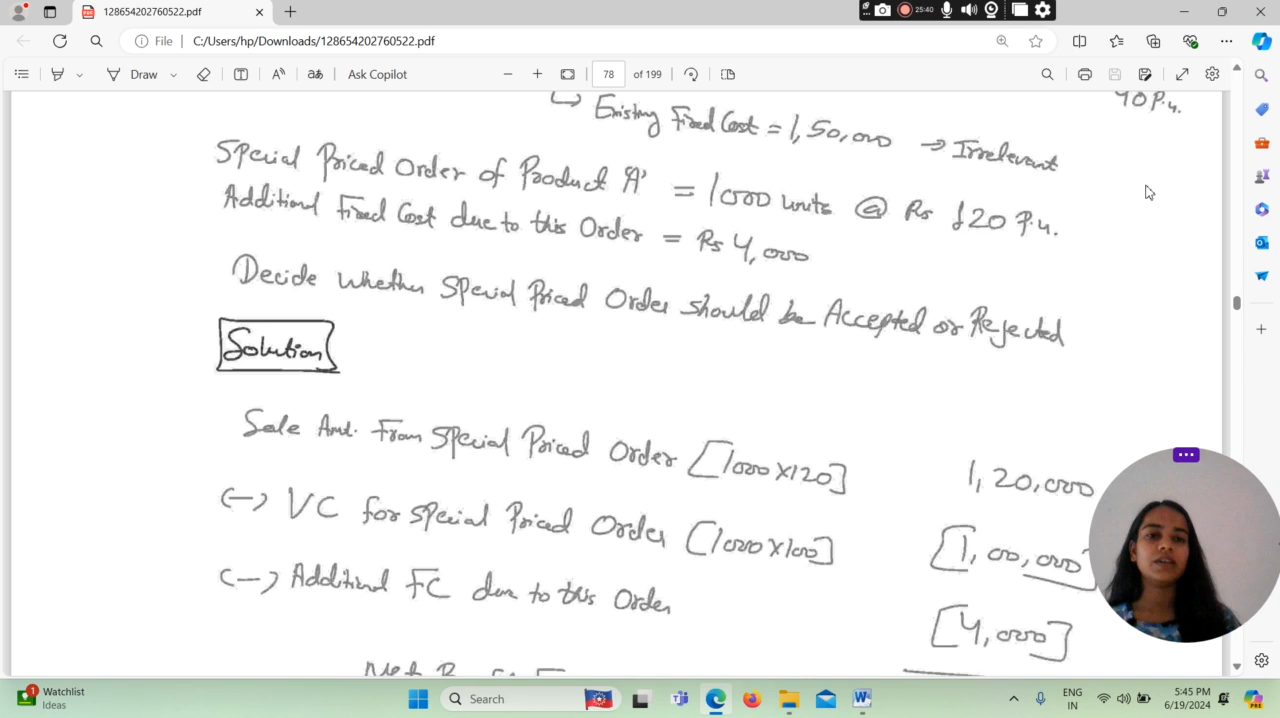 128654202760522.pdf
25:40
File C:/Users/hp/Downloads/128654202760522.pdf
Draw
Ask Copilot
78 of 199
40 P.u.
Existing Fixed Cost = 1,50,000 → Irrelevant
Special Priced Order of Product 'A' = 1000 units @ Rs 120 P.u.
Additional Fixed Cost due to this Order = Rs 4,000
Decide whether Special Priced Order should be Accepted or Rejected
Solution
Sale Amt. From Special Priced Order [1000×120] 1,20,000
(-) VC for Special Priced Order [1000×100] [1,00,000]
(-) Additional FC due to this Order [4,000]
Watchlist
Ideas
Search
ENG
IN
5:45 PM
6/19/2024